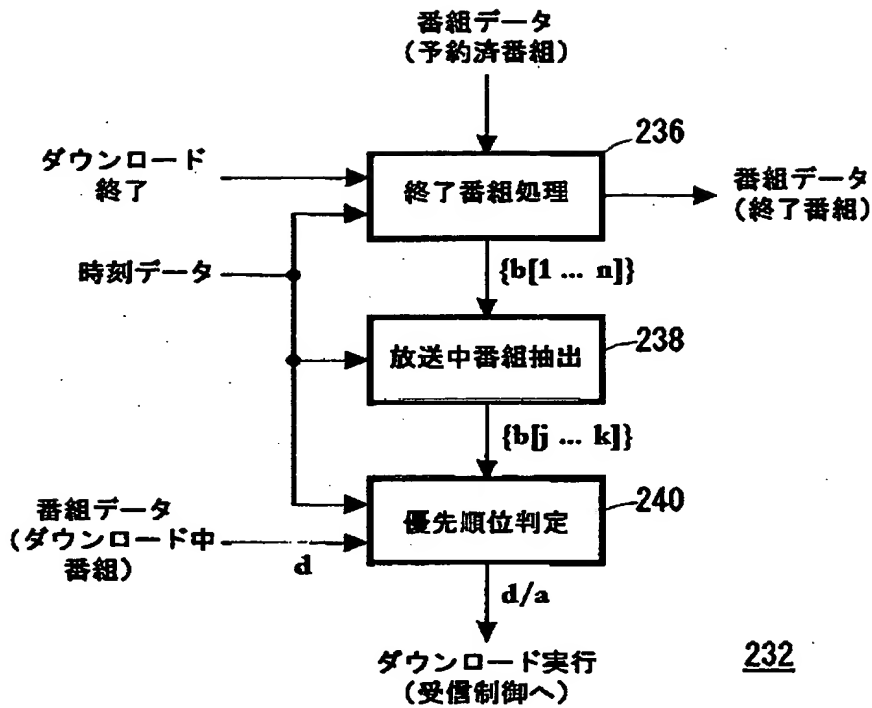 番組データ
(予約済番組)
236
ダウンロード
終了
終了番組処理
番組データ
(終了番組)
時刻データ
{b[1 ... n]}
238
放送中番組抽出
{b[j ... k]}
240
番組データ
(ダウンロード中
番組)
d
優先順位判定
d/a
ダウンロード実行
(受信制御へ)
232